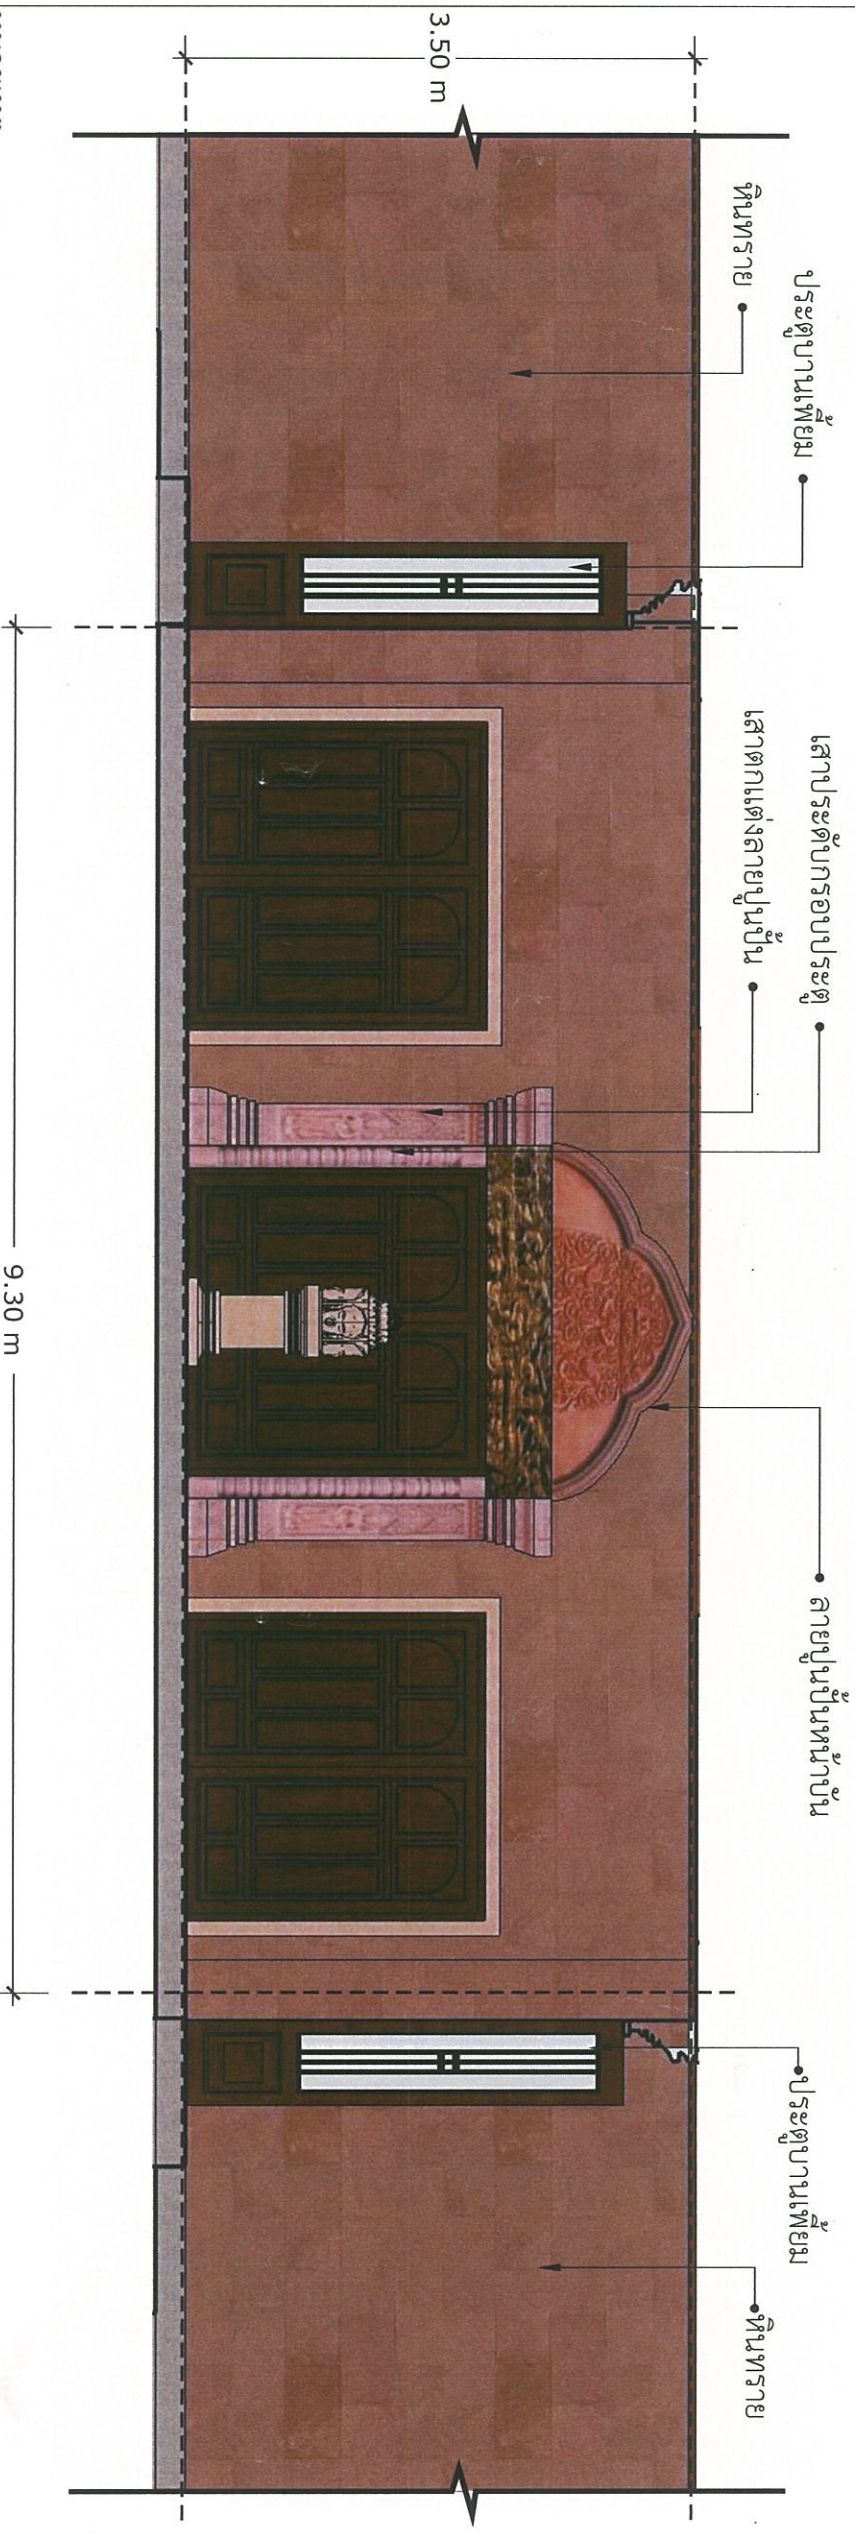 ลายปูนปั้นหน้าบัน
เสาประดับกรอบประตู
เสาตกแต่งลายปูนปั้น
ประตูบานเฟี้ยม
ประตูบานเฟี้ยม
หินทราย
หินทราย
3.50 m
9.30 m